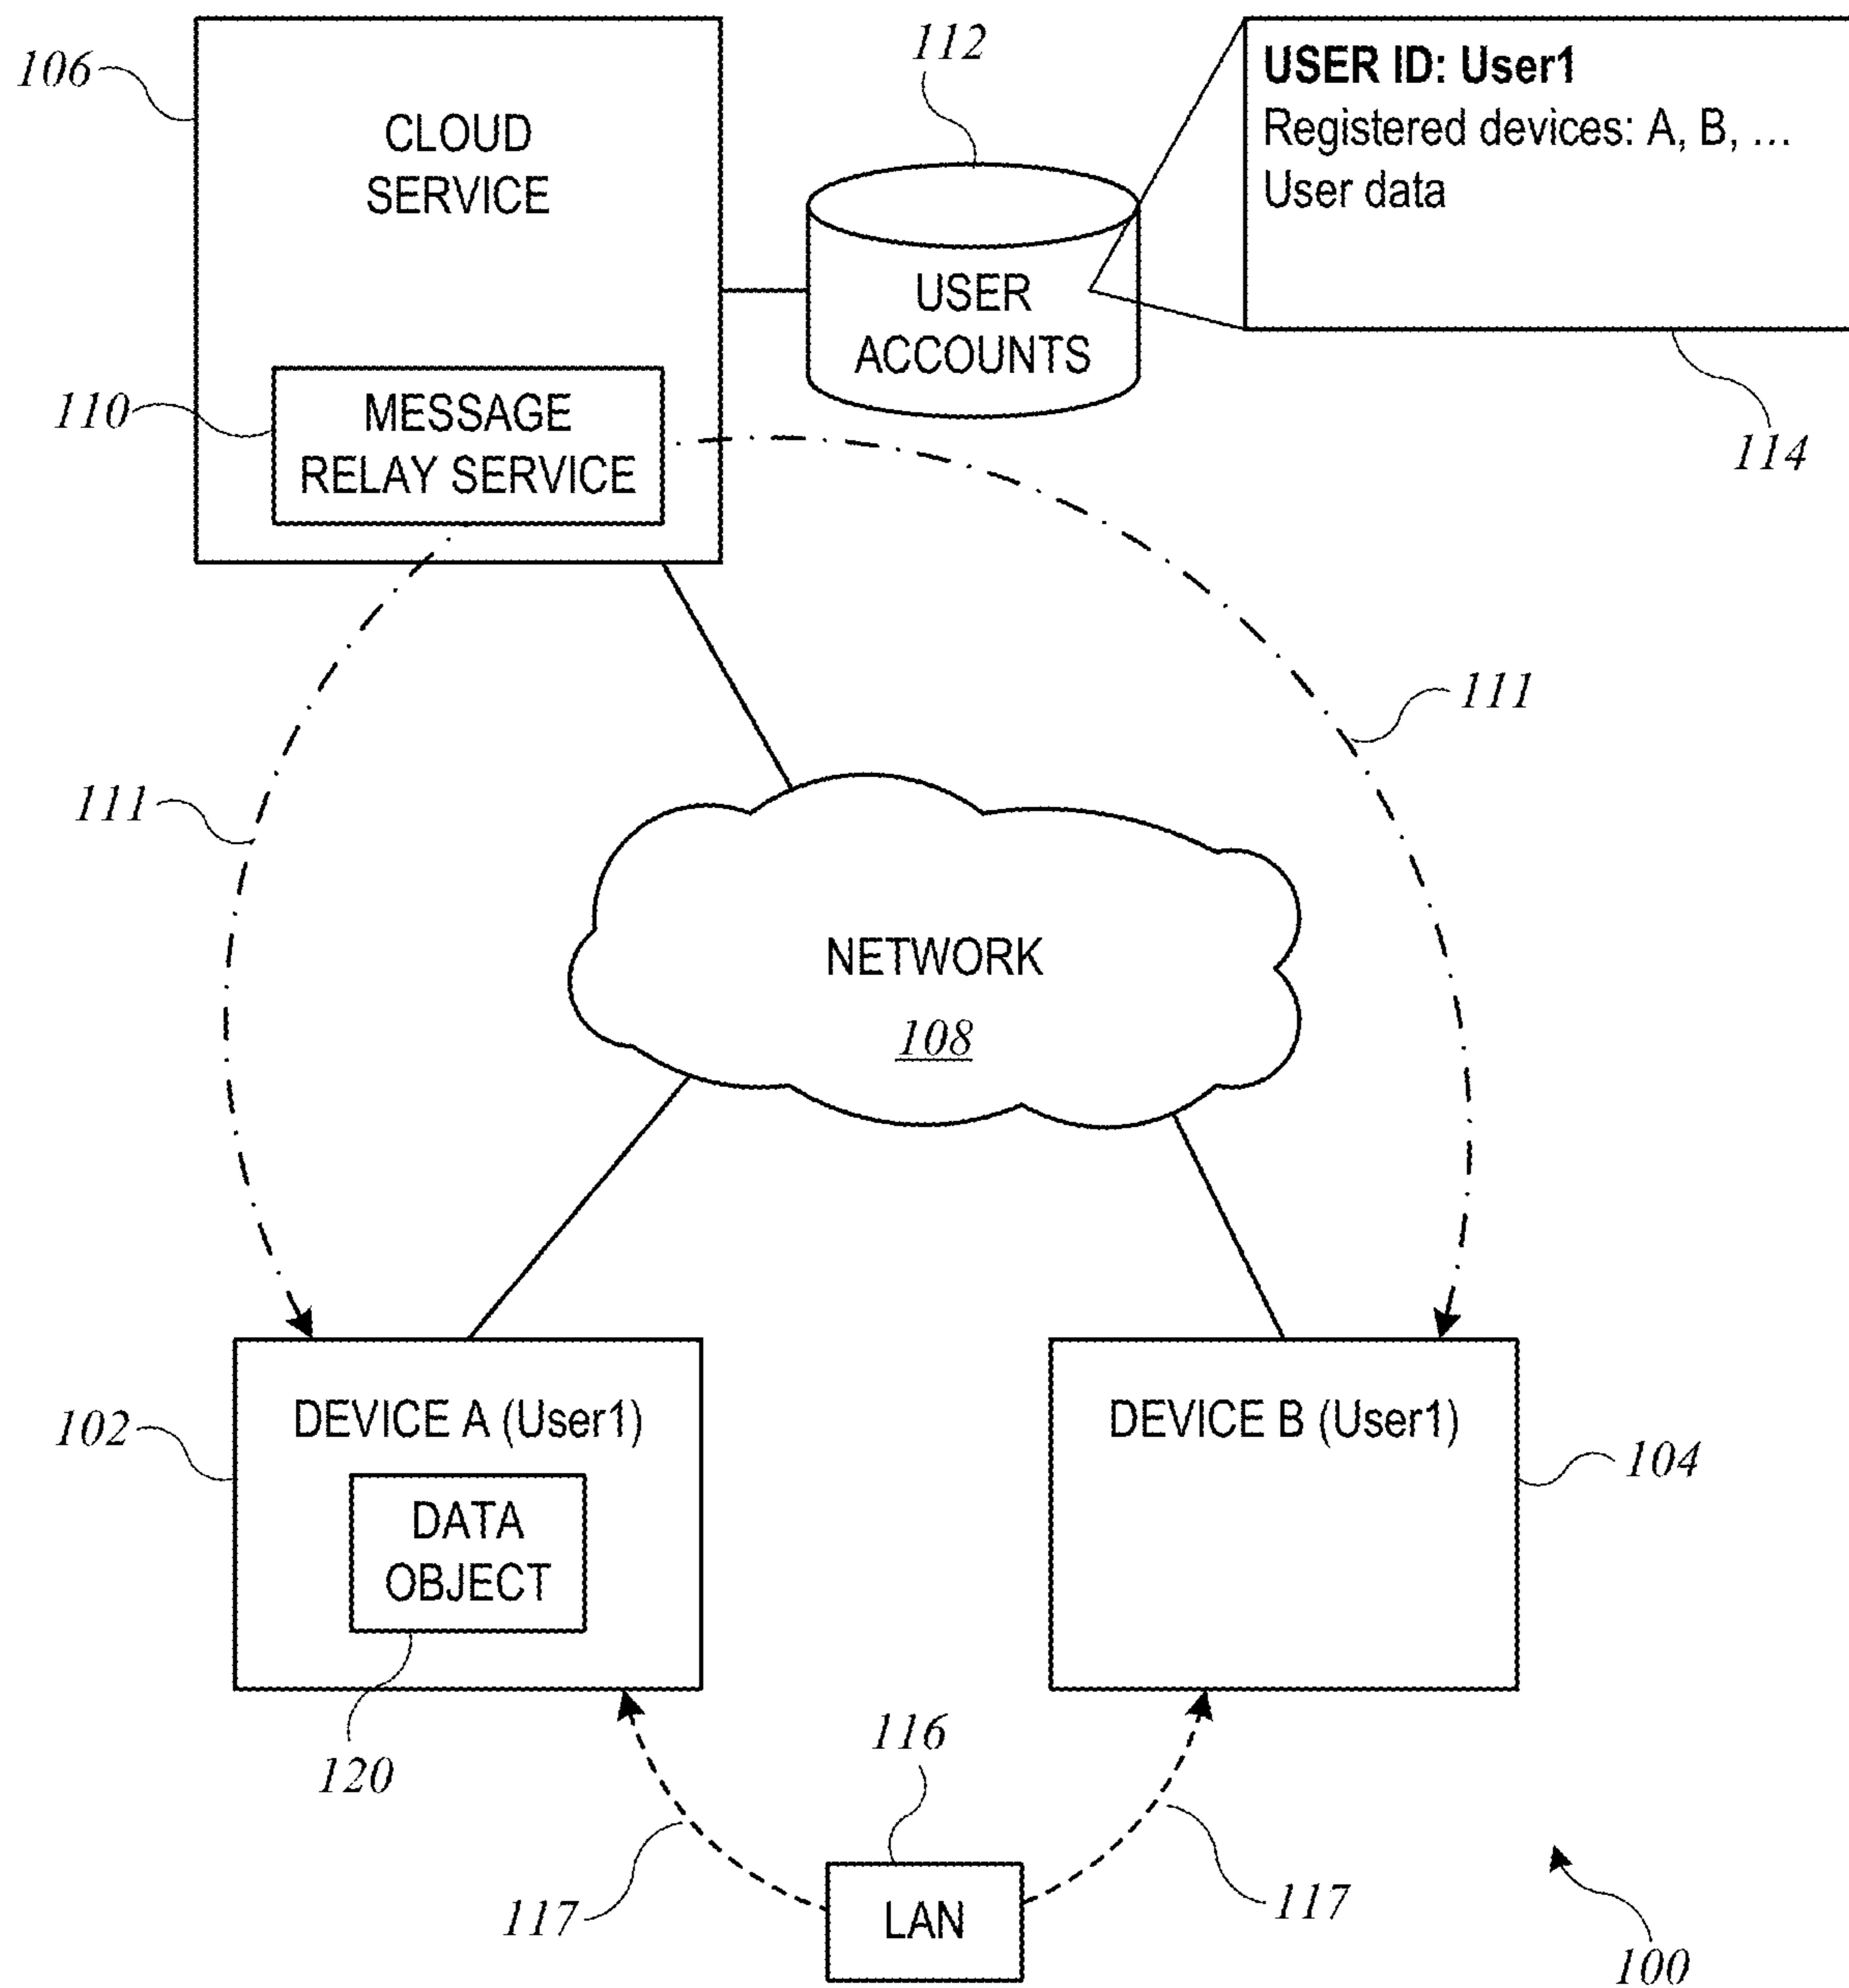 106
CLOUD
SERVICE
112
USER ID: User1
Registered devices: A, B, ...
User data
USER
ACCOUNTS
110
MESSAGE
RELAY SERVICE
114
111
111
NETWORK
108
102
DEVICE A (User1)
DATA
OBJECT
120
DEVICE B (User1)
104
116
117
LAN
117
100